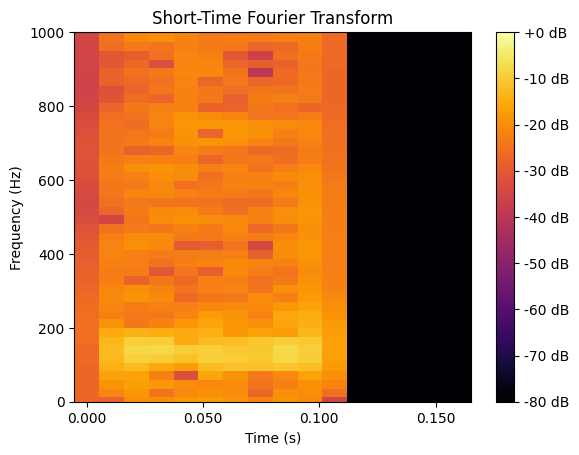 Short-Time Fourier Transform
Frequency (Hz)
1000
800
600
400
200
0
0.000
0.050
0.100
0.150
Time (s)
+0 dB
-10 dB
-20 dB
-30 dB
-40 dB
-50 dB
-60 dB
-70 dB
-80 dB